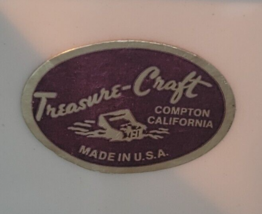 Treasure-Craft
COMPTON
CALIFORNIA
MADE IN U.S.A.